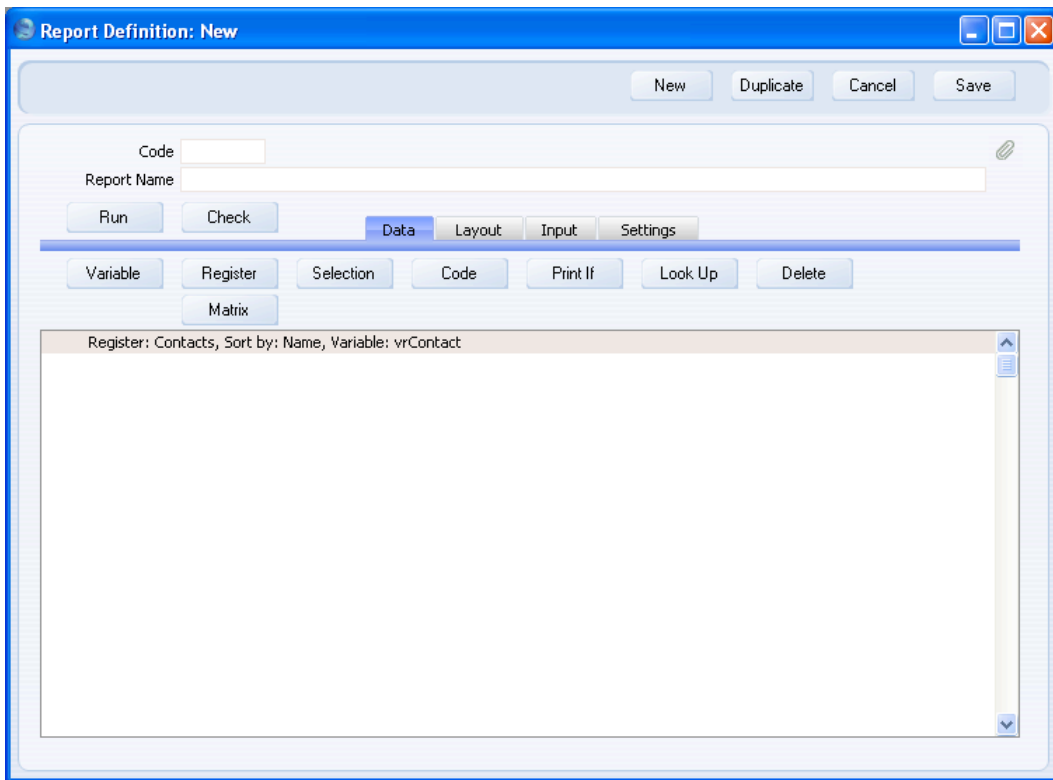 Report Definition: New
New Duplicate Cancel Save
Code
Report Name
Run Check
Data Layout Input Settings
Variable Register Selection Code Print If Look Up Delete
Matrix
Register: Contacts, Sort by: Name, Variable: vrContact